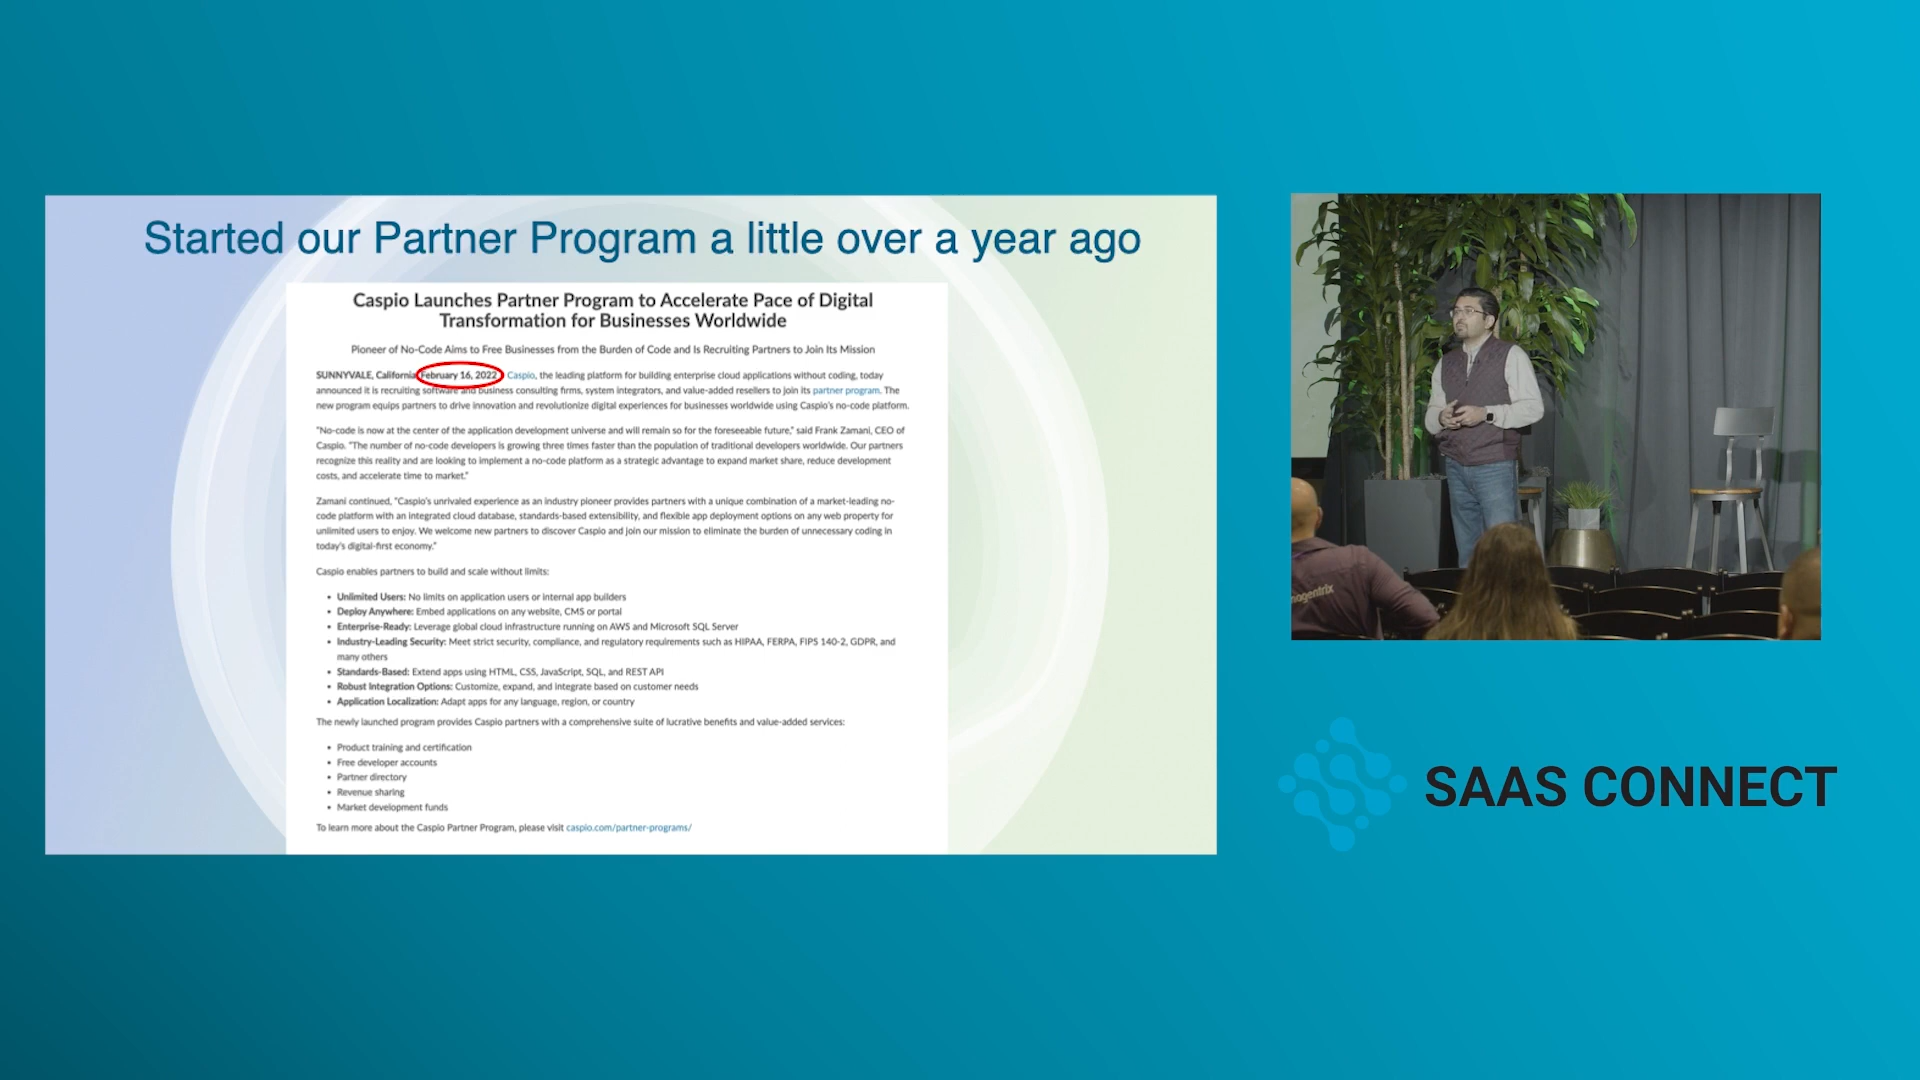 Started our Partner Program a little over a year ago
Caspio Launches Partner Program to Accelerate Pace of Digital
Transformation for Businesses Worldwide
Pioneer of No-Code Aims to Free Businesses from the Burden of Code and Is Recruiting Partners to Join Its Mission
SUNNYVALE, California February 16, 2022 Caspio, the leading platform for building enterprise cloud applications without coding, today
announced it is recruiting software and business consulting firms, system integrators, and value-added resellers to join its partner program. The
new program equips partners to drive innovation and revolutionize digital experiences for businesses worldwide using Caspio's no-code platform.
"No-code is now at the center of the application development universe and will remain so for the foreseeable future," said Frank Zamani, CEO of
Caspio. "The number of no-code developers is growing three times faster than the population of traditional developers worldwide. Our partners
recognize this reality and are looking to implement a no-code platform as a strategic advantage to expand market share, reduce development
costs, and accelerate time to market."
Zamani continued, "Caspio's unrivaled experience as an industry pioneer provides partners with a unique combination of a market-leading no-
code platform with an integrated cloud database, standards-based extensibility, and flexible app deployment options on any web property for
unlimited users to enjoy. We welcome new partners to discover Caspio and join our mission to eliminate the burden of unnecessary coding in
today's digital-first economy."
Caspio enables partners to build and scale without limits:
• Unlimited Users: No limits on application users or internal app builders
• Deploy Anywhere: Embed applications on any website, CMS or portal
• Enterprise-Ready: Leverage global cloud infrastructure running on AWS and Microsoft SQL Server
• Industry-Leading Security: Meet strict security, compliance, and regulatory requirements such as HIPAA, FERPA, FIPS 140-2, GDPR, and
many others
• Standards-Based: Extend apps using HTML, CSS, JavaScript, SQL, and REST API
• Robust Integration Options: Customize, expand, and integrate based on customer needs
• Application Localization: Adapt apps for any language, region, or country
The newly launched program provides Caspio partners with a comprehensive suite of lucrative benefits and value-added services:
• Product training and certification
• Free developer accounts
• Partner directory
• Revenue sharing
• Market development funds
To learn more about the Caspio Partner Program, please visit caspio.com/partner-programs/
SAAS CONNECT